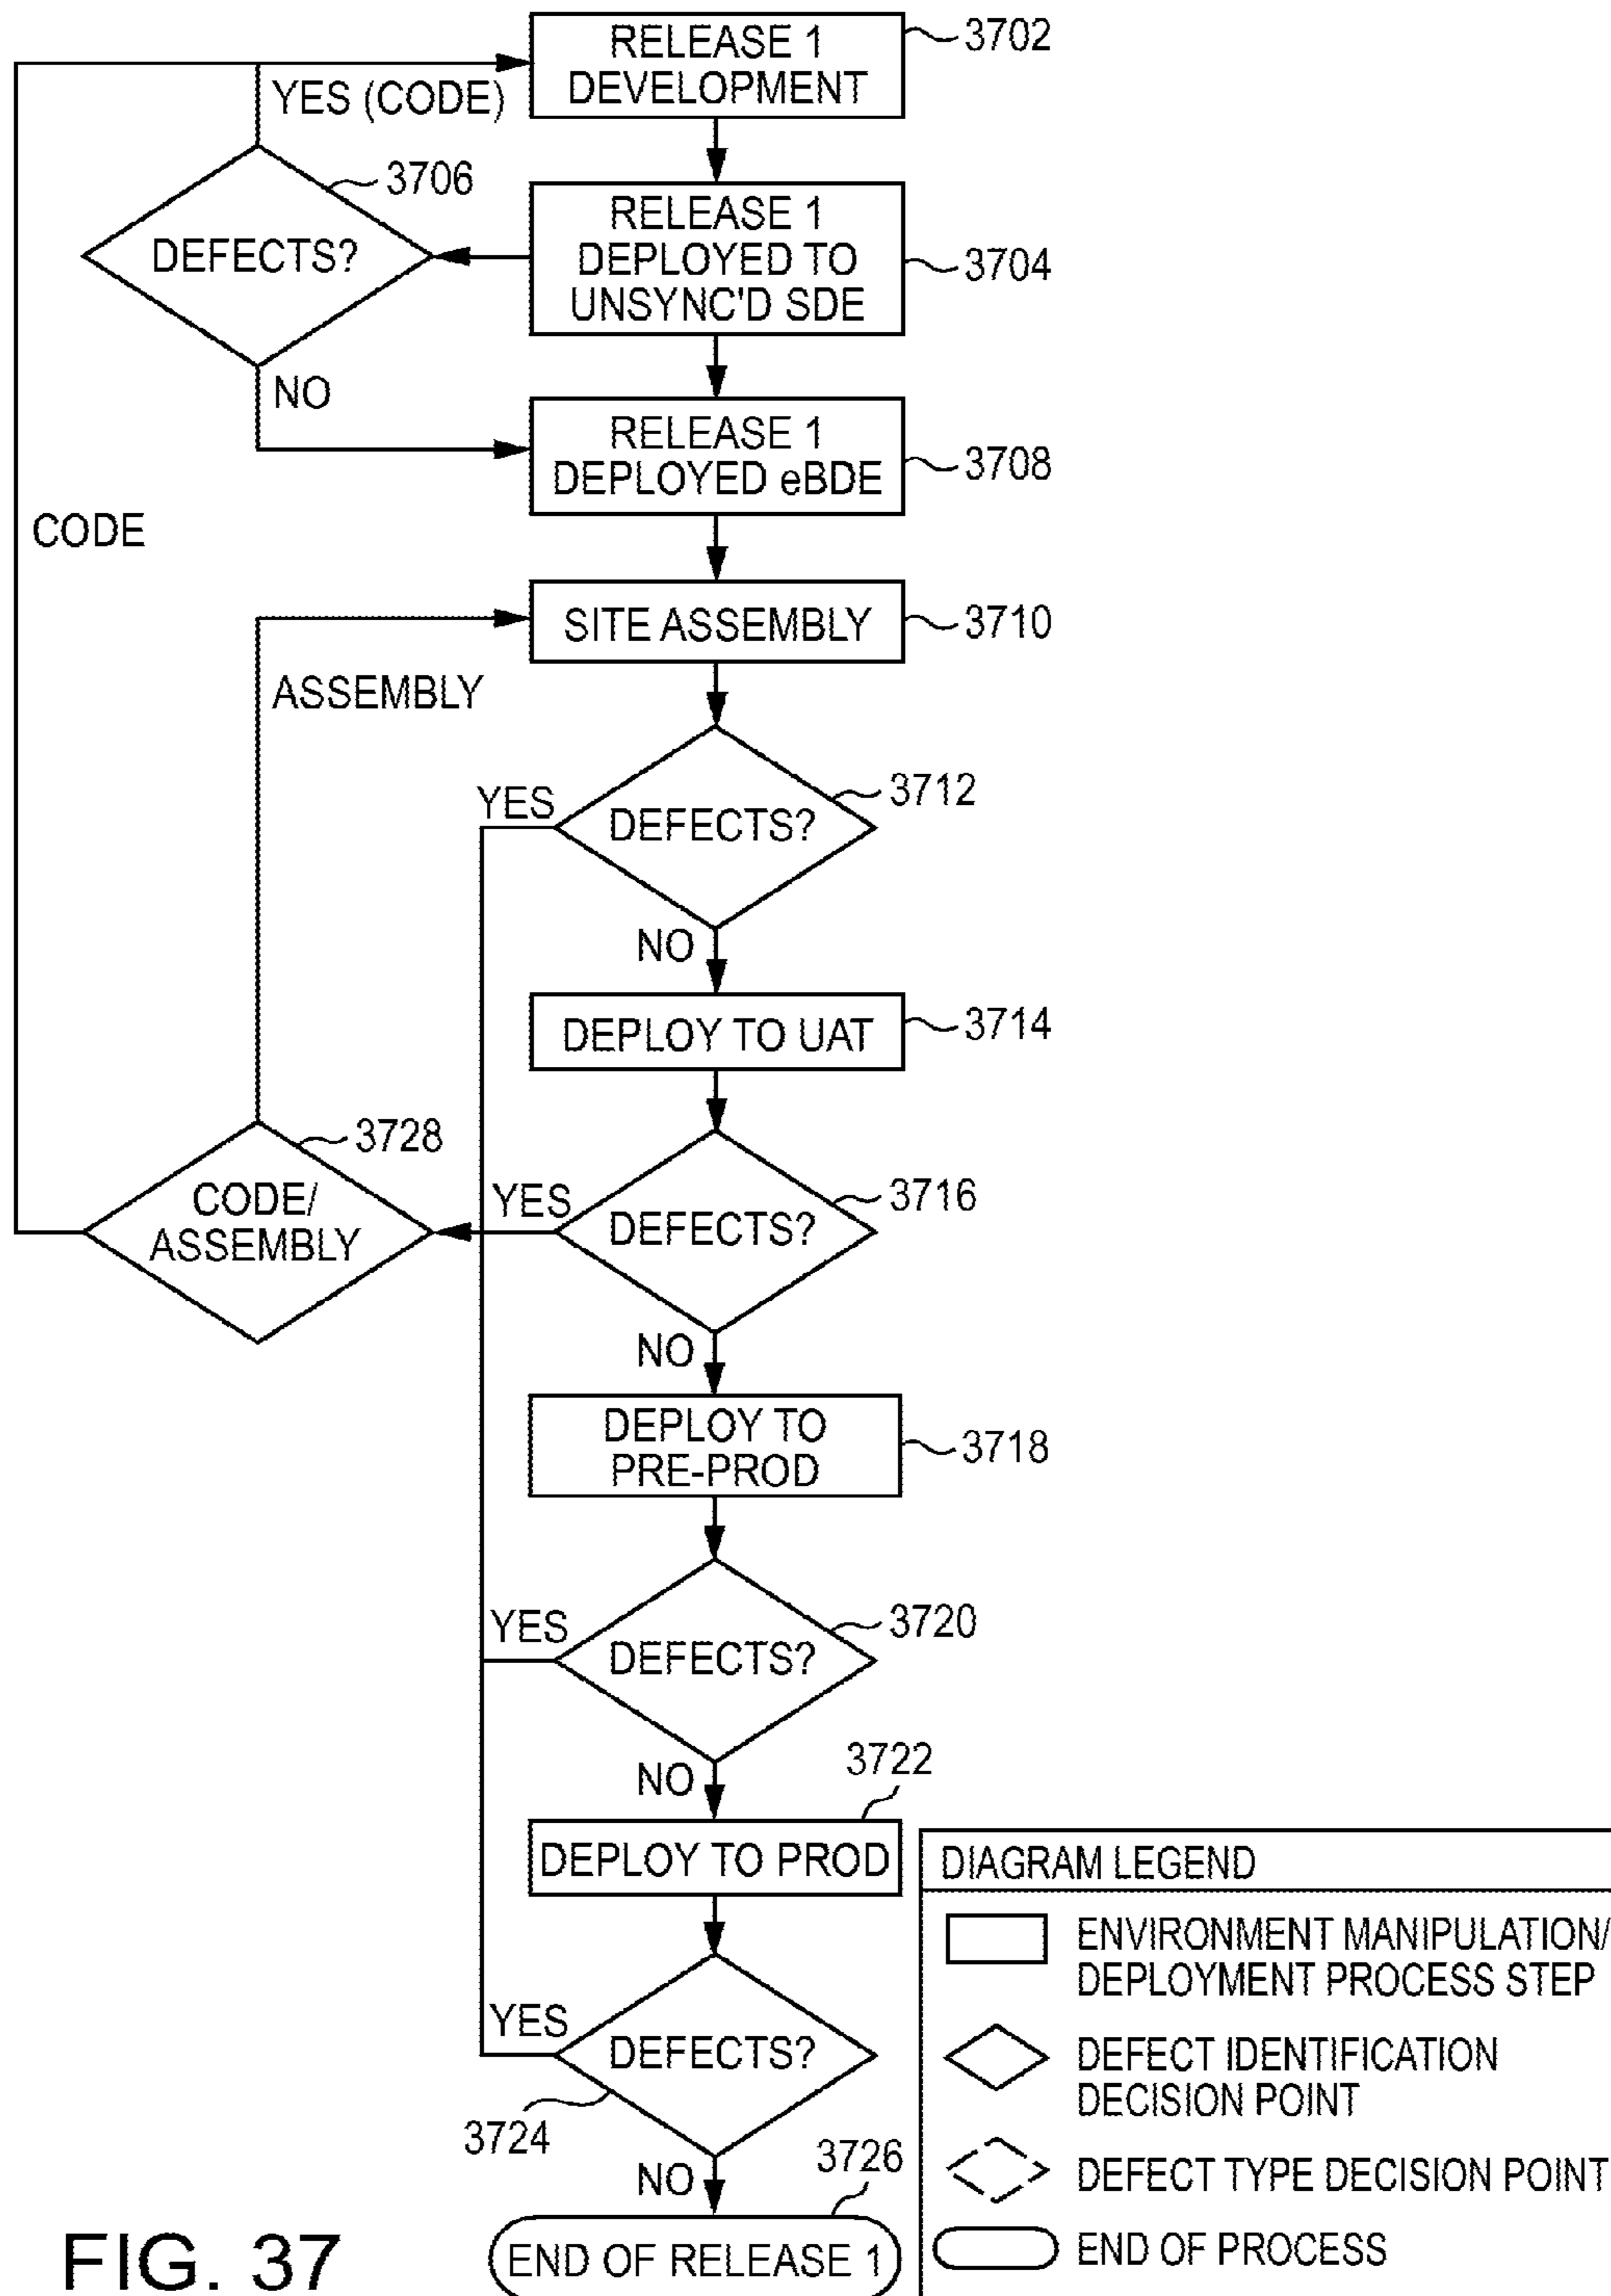 RELEASE 1
DEVELOPMENT
3702
YES (CODE)
3706
DEFECTS?
RELEASE 1
DEPLOYED TO
UNSYNC'D SDE
3704
NO
RELEASE 1
DEPLOYED eBDE
3708
CODE
SITE ASSEMBLY
3710
ASSEMBLY
YES
DEFECTS?
3712
NO
DEPLOY TO UAT
3714
3728
CODE/
ASSEMBLY
YES
DEFECTS?
3716
NO
DEPLOY TO
PRE-PROD
3718
YES
DEFECTS?
3720
NO
3722
DEPLOY TO PROD
YES
DEFECTS?
3724
NO
3726
END OF RELEASE 1
DIAGRAM LEGEND
ENVIRONMENT MANIPULATION/
DEPLOYMENT PROCESS STEP
DEFECT IDENTIFICATION
DECISION POINT
DEFECT TYPE DECISION POINT
END OF PROCESS
FIG. 37